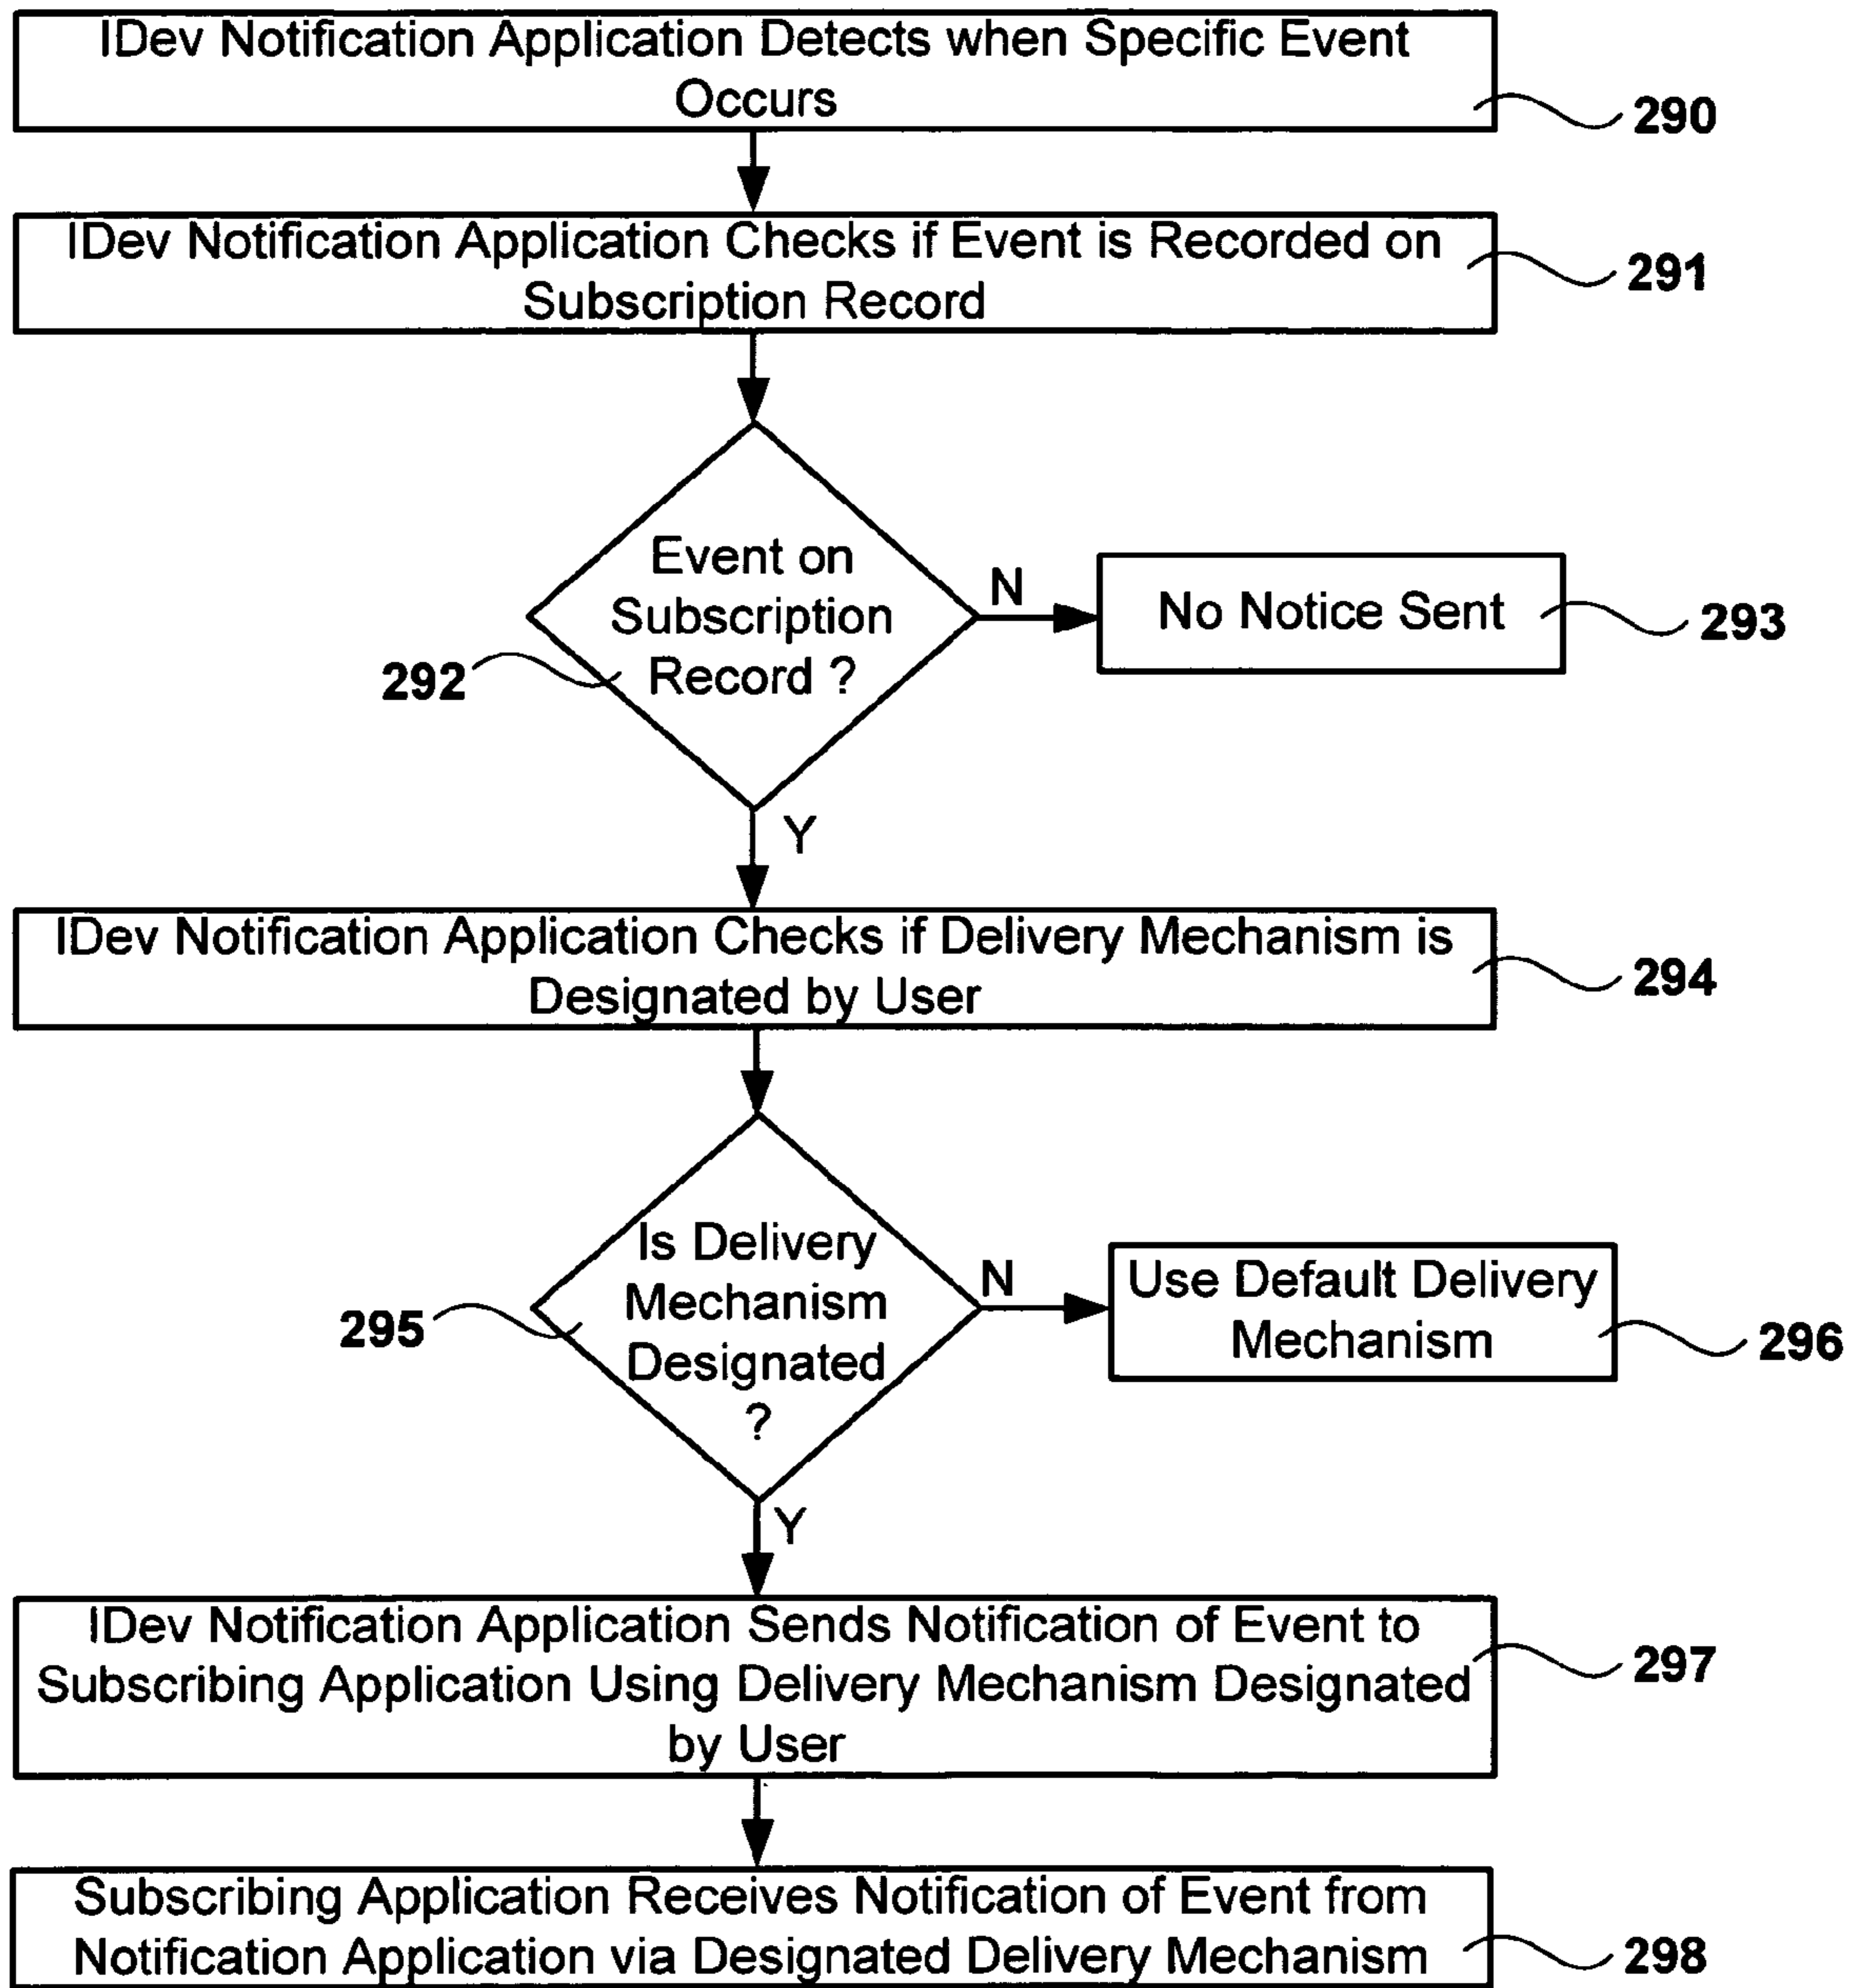 IDev Notification Application Detects when Specific Event
Occurs
290
IDev Notification Application Checks if Event is Recorded on
Subscription Record
291
Event on
Subscription
Record ?
292
N
No Notice Sent
293
Y
IDev Notification Application Checks if Delivery Mechanism is
Designated by User
294
Is Delivery
Mechanism
Designated
?
295
N
Use Default Delivery
Mechanism
296
Y
IDev Notification Application Sends Notification of Event to
Subscribing Application Using Delivery Mechanism Designated
by User
297
Subscribing Application Receives Notification of Event from
Notification Application via Designated Delivery Mechanism
298